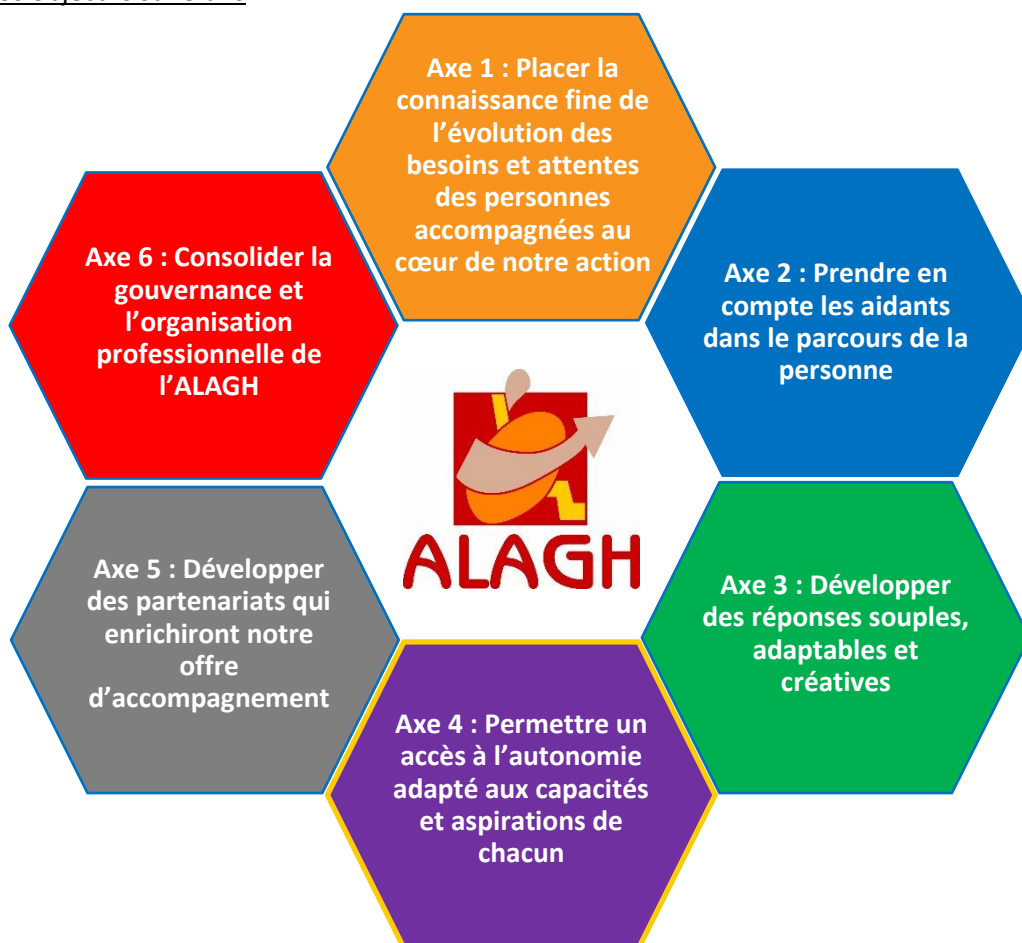 Axe 1 : Placer la
connaissance fine de
l’évolution des
besoins et attentes
des personnes
accompagnées au
cœur de notre action
Axe 2 : Prendre en
compte les aidants
dans le parcours de la
personne
Axe 3 : Développer
des réponses souples,
adaptables et
créatives
Axe 4 : Permettre un
accès à l’autonomie
adapté aux capacités
et aspirations de
chacun
Axe 5 : Développer
des partenariats qui
enrichiront notre
offre
d’accompagnement
Axe 6 : Consolider la
gouvernance et
l’organisation
professionnelle de
l’ALAGH
ALAGH